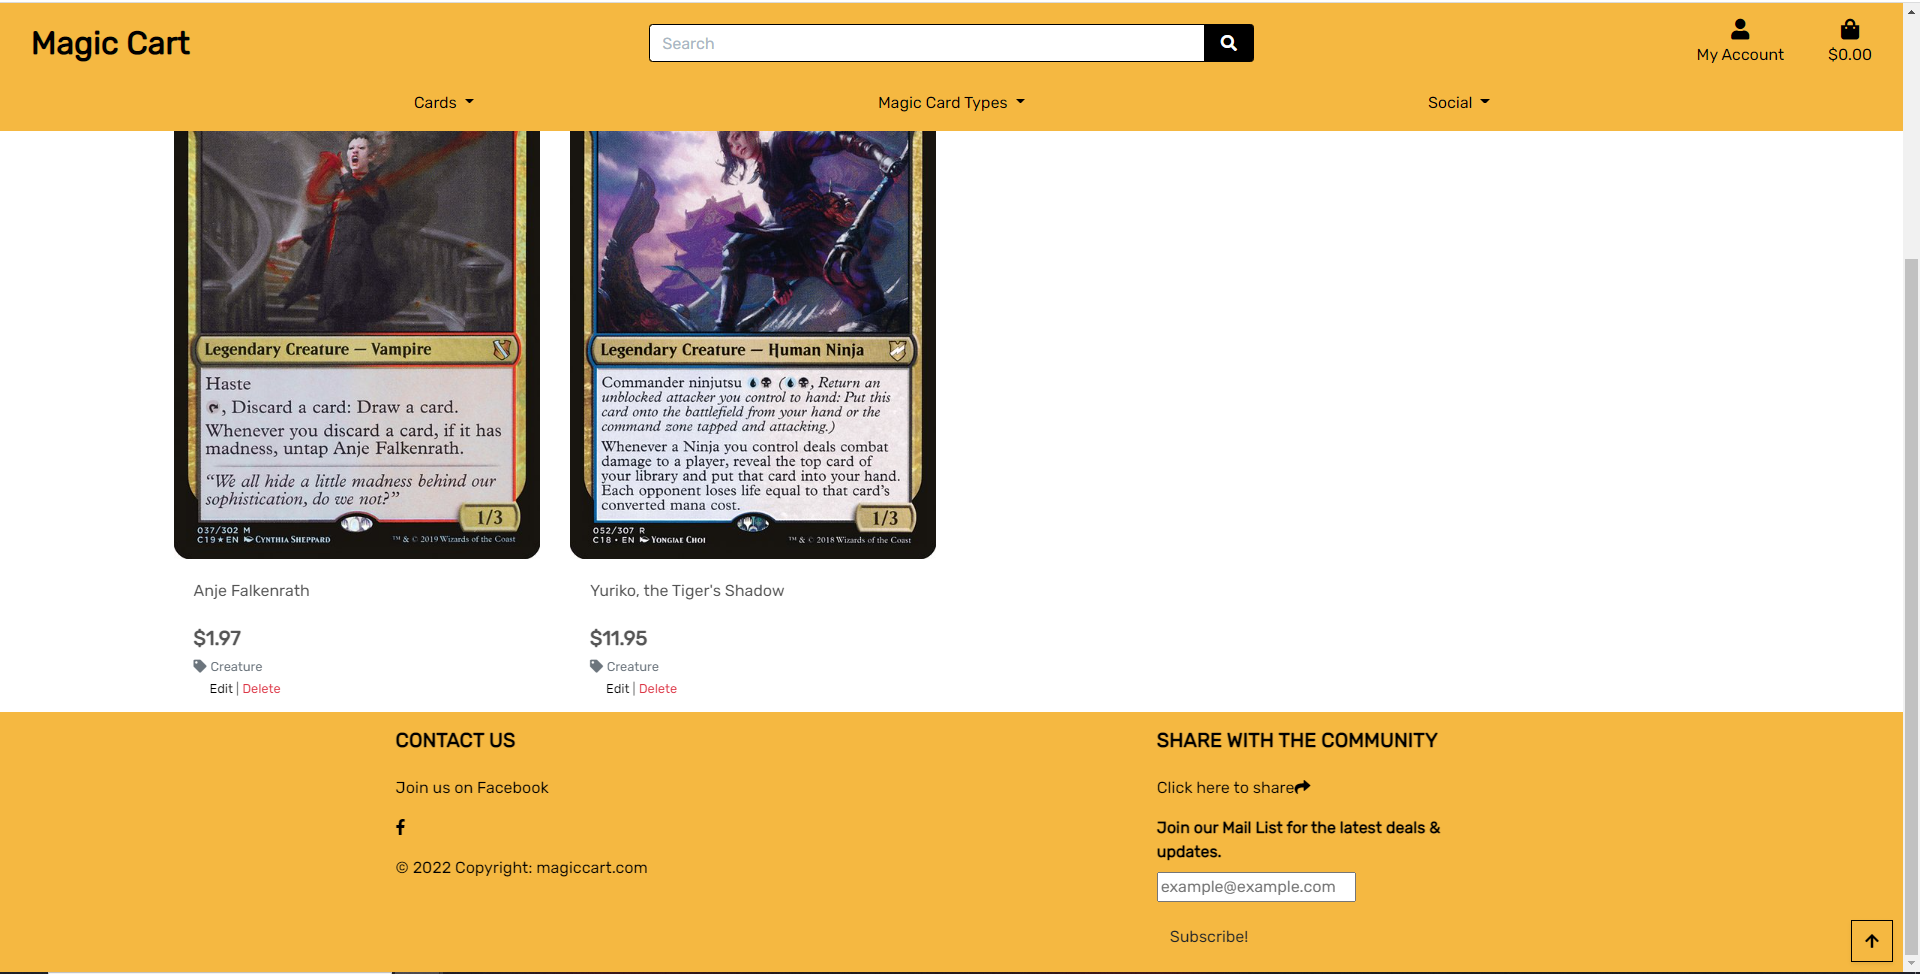 Magic Cart
Search
My Account
$0.00
Cards
Magic Card Types
Social
Legendary Creature — Vampire
Haste
, Discard a card: Draw a card.
Whenever you discard a card, if it has
madness, untap Anje Falkenrath.
“We all hide a little madness behind our
sophistication, do we not?”
1/3
037/302 M
C19 ★ EN CYNTHIA SHEPPARD
™ & © 2019 Wizards of the Coast
Legendary Creature — Human Ninja
Commander ninjutsu (, Return an
unblocked attacker you control to hand: Put this
card onto the battlefield from your hand or the
command zone tapped and attacking.)
Whenever a Ninja you control deals combat
damage to a player, reveal the top card of
your library and put that card into your hand.
Each opponent loses life equal to that card’s
converted mana cost.
1/3
052/307 R
C18 • EN YONGJAE CHOI
™ & © 2018 Wizards of the Coast
Anje Falkenrath
$1.97
Creature
Edit | Delete
Yuriko, the Tiger's Shadow
$11.95
Creature
Edit | Delete
CONTACT US
Join us on Facebook
© 2022 Copyright: magiccart.com
SHARE WITH THE COMMUNITY
Click here to share
Join our Mail List for the latest deals &
updates.
example@example.com
Subscribe!